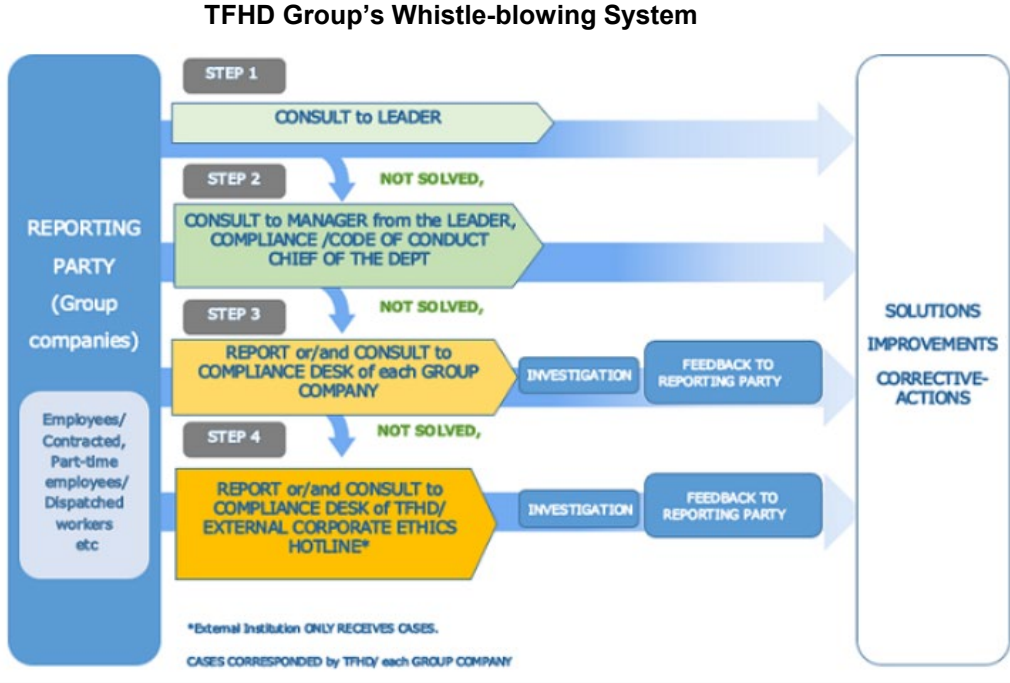 TFHD Group's Whistle-blowing System
STEP 1
CONSULT to LEADER
STEP 2
NOT SOLVED,
CONSULT to MANAGER from the LEADER,
COMPLIANCE /CODE OF CONDUCT
CHIEF OF THE DEPT
STEP 3
NOT SOLVED,
REPORT or/and CONSULT to
COMPLIANCE DESK of each GROUP
COMPANY
INVESTIGATION
FEEDBACK TO
REPORTING PARTY
STEP 4
NOT SOLVED,
REPORT or/and CONSULT to
COMPLIANCE DESK of TFHD/
EXTERNAL CORPORATE ETHICS
HOTLINE*
INVESTIGATION
FEEDBACK TO
REPORTING PARTY
REPORTING
PARTY
(Group
companies)
Employees/
Contracted,
Part-time
employees/
Dispatched
workers
etc
SOLUTIONS
IMPROVEMENTS
CORRECTIVE-
ACTIONS
*External Institution ONLY RECEIVES CASES.
CASES CORRESPONDED by TFHD/ each GROUP COMPANY